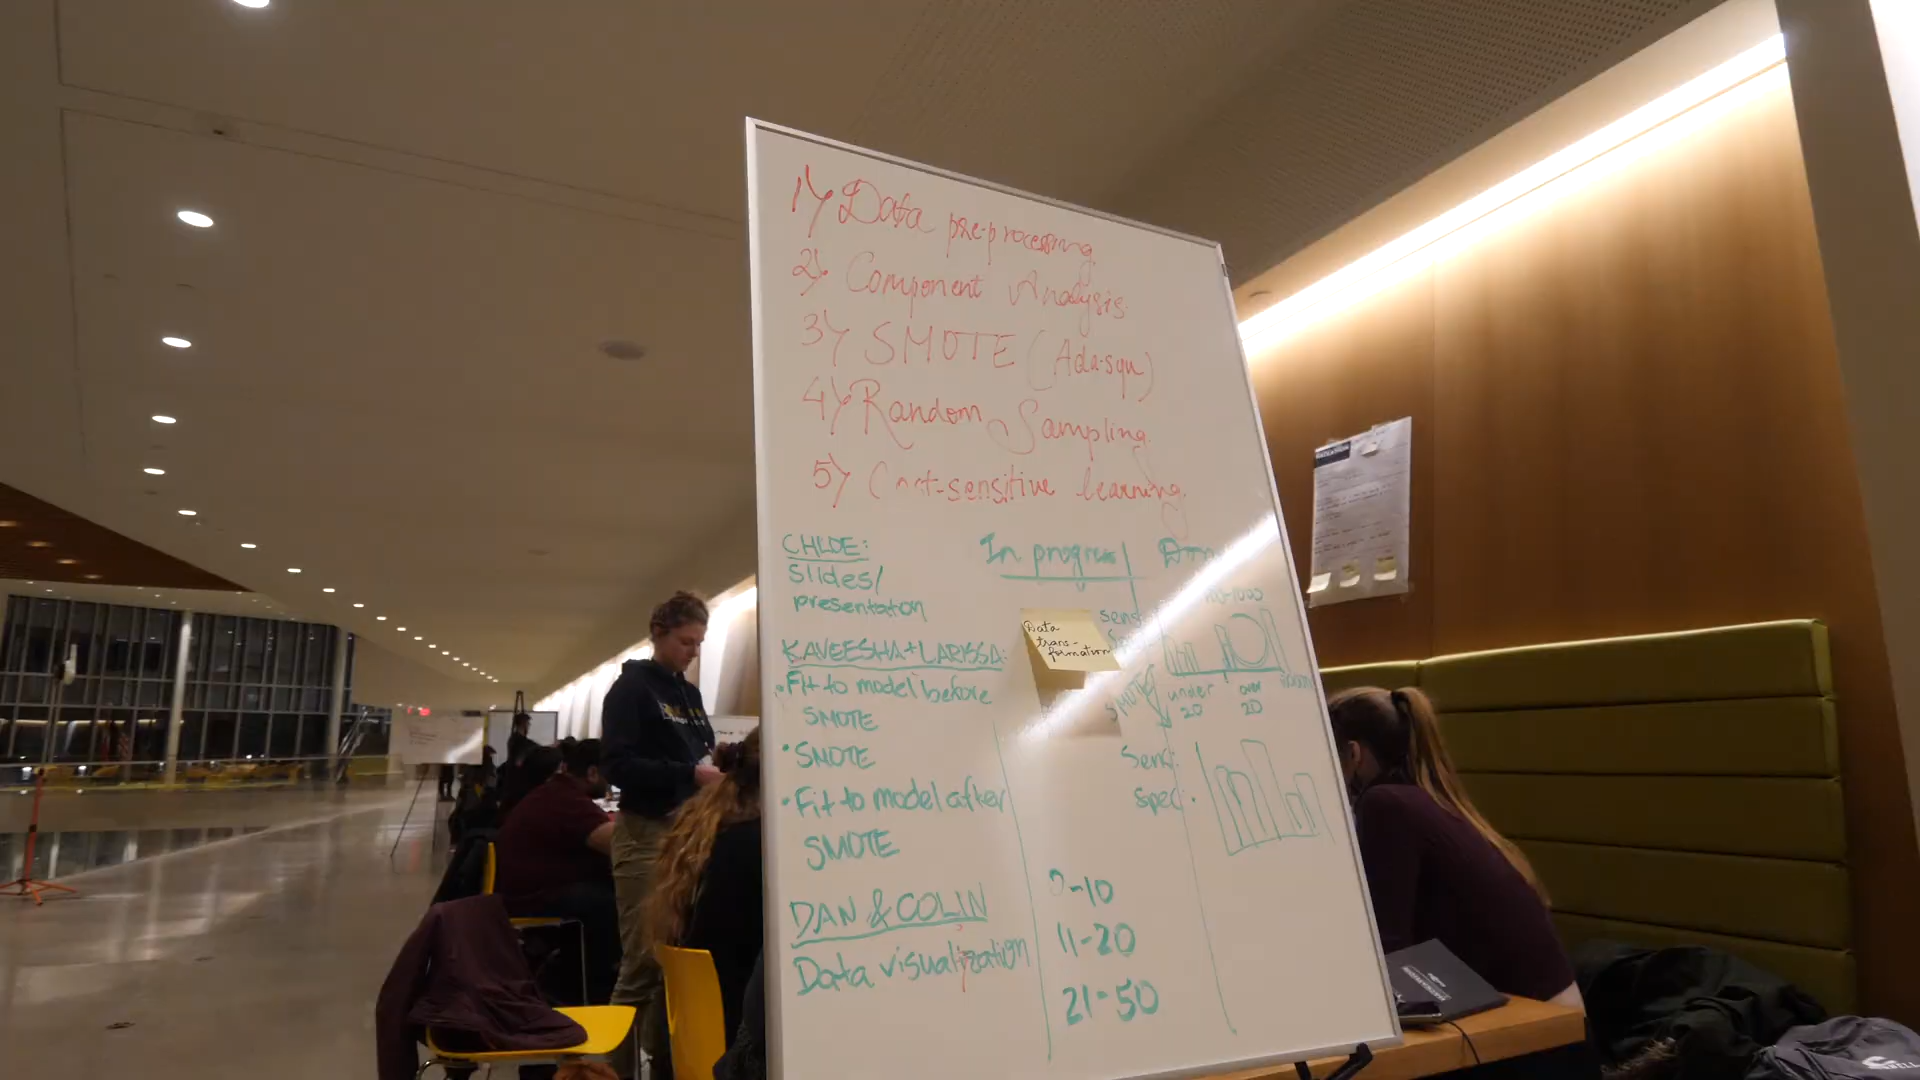 1) Data pre-processing
2) Component Analysis
3) SMOTE (Ada-syn)
4) Random Sampling
5) Cost-sensitive learning
CHLOE:
Slides/
presentation
KAVEESHA+LARISSA:
• Fit to model before
SMOTE
• SMOTE
• Fit to model after
SMOTE
DAN & COLIN
Data visualization
In progress
Data
trans-
formation
0-10
11-20
21-50
sens
SMOTE
under
20
over
20
Sens:
Spec: